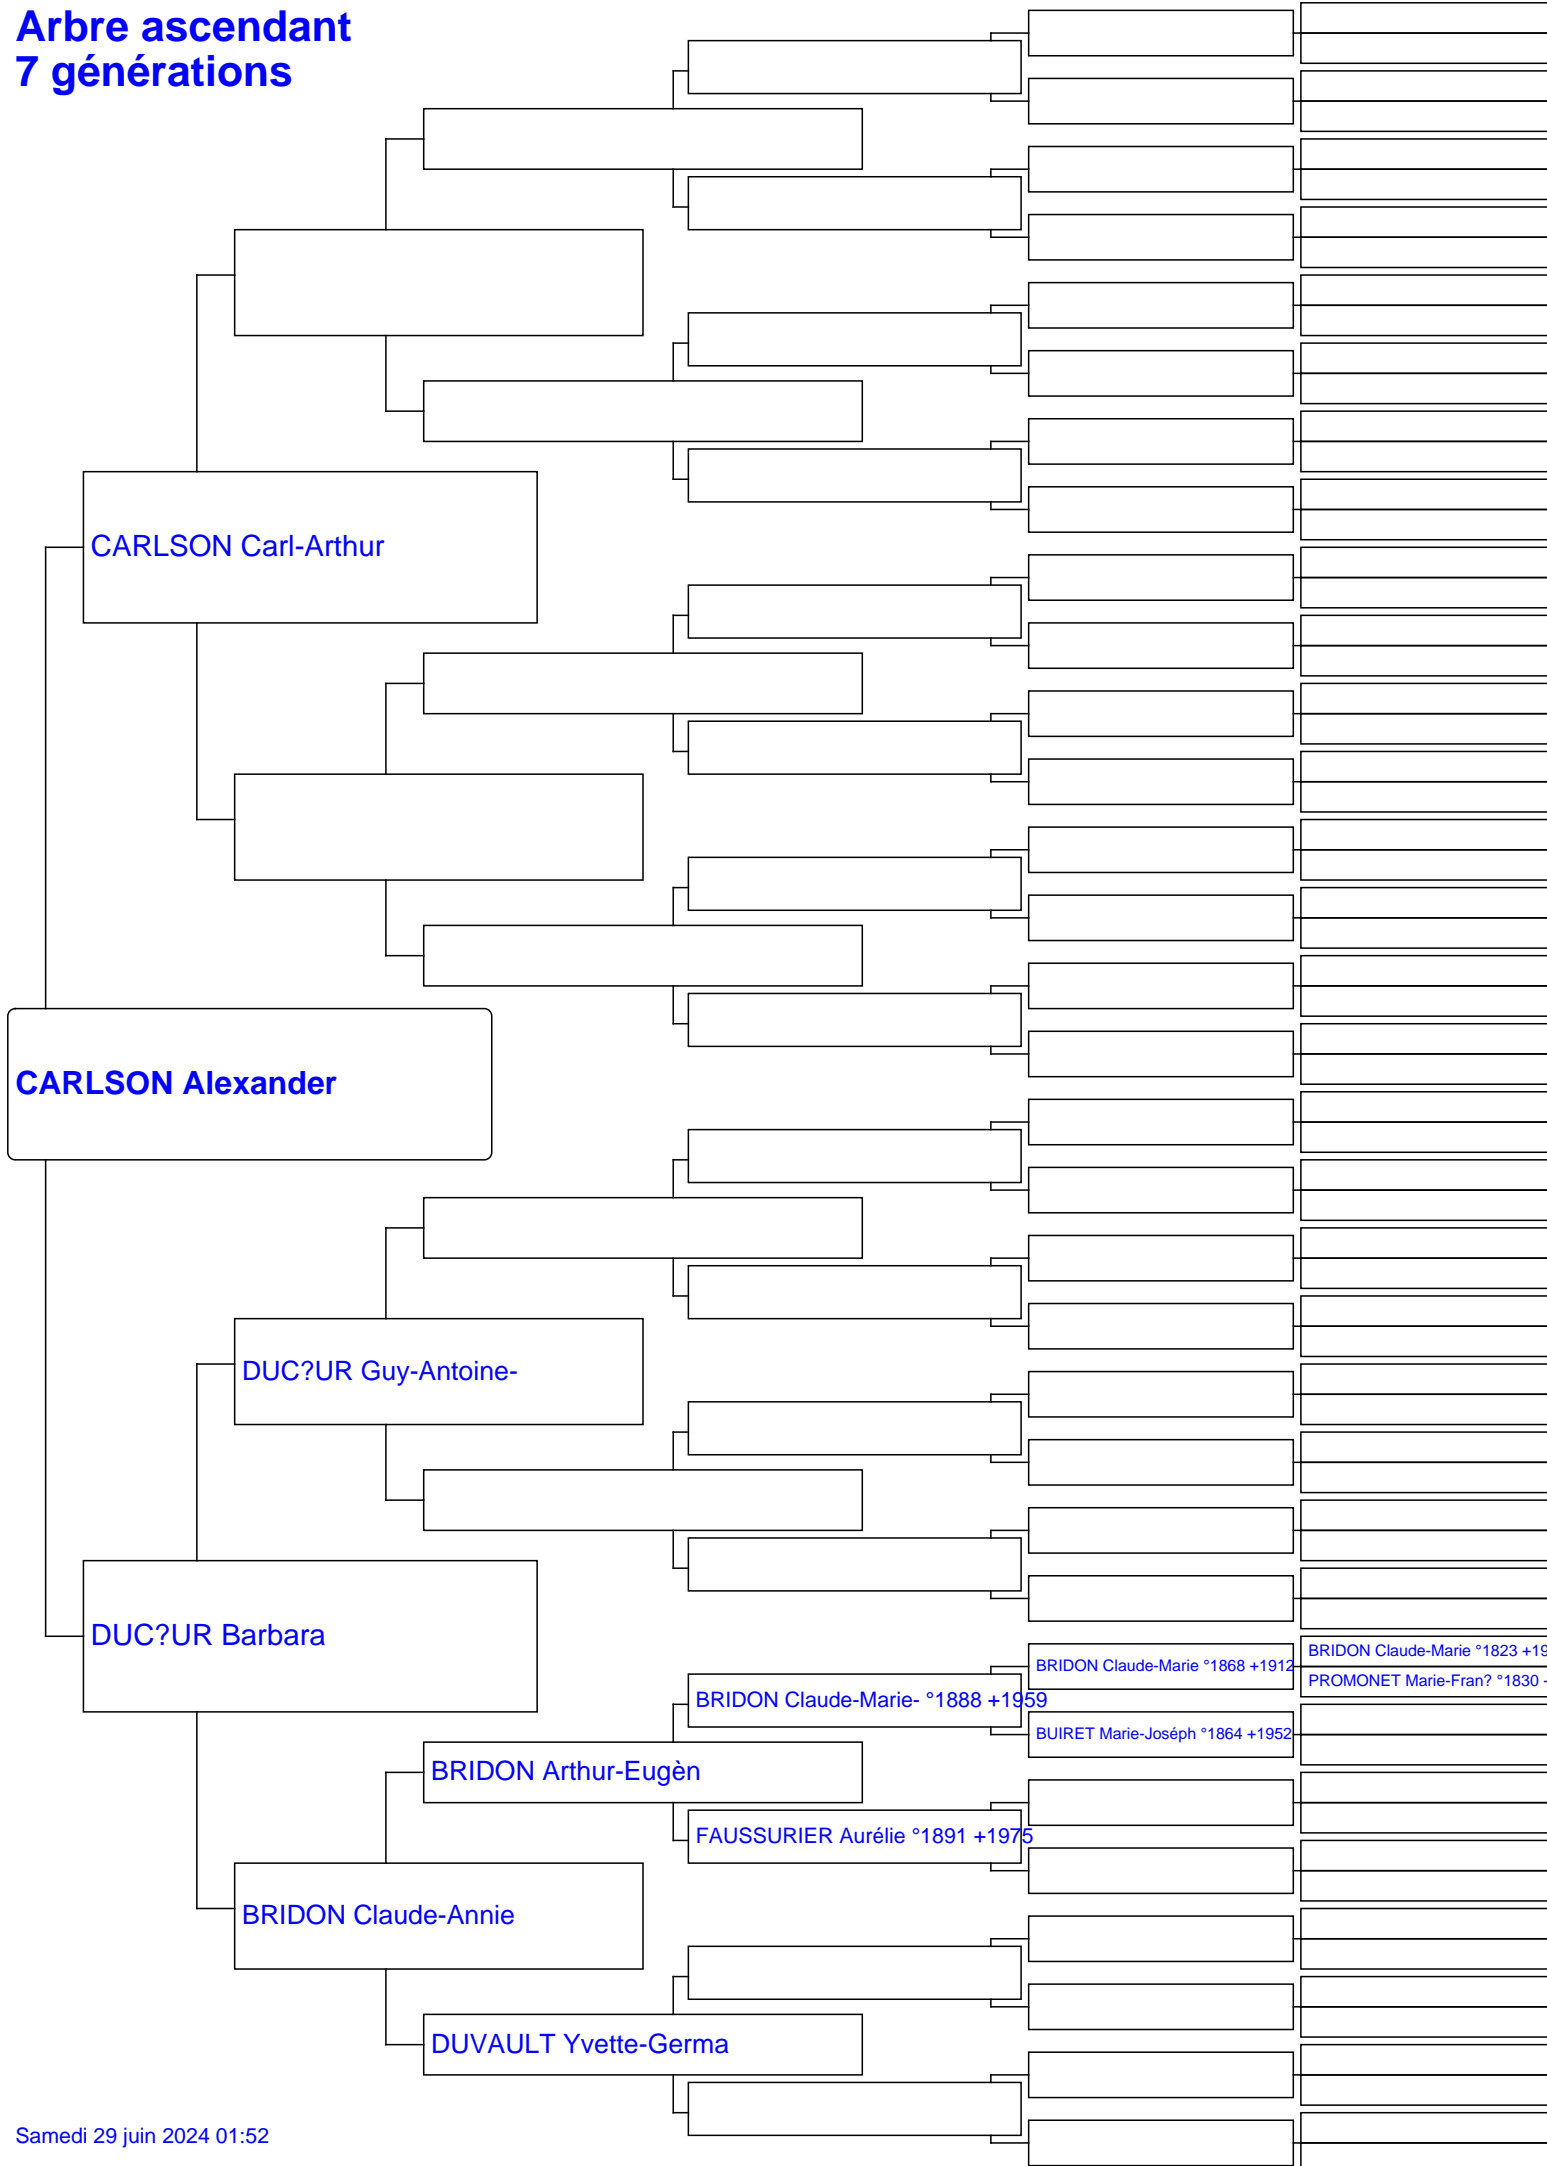 Arbre ascendant
7 générations
CARLSON Carl-Arthur
CARLSON Alexander
DUC?UR Guy-Antoine-
DUC?UR Barbara
BRIDON Claude-Marie °1823 +19
BRIDON Claude-Marie °1868 +1912
PROMONET Marie-Fran? °1830 -
BRIDON Claude-Marie- °1888 +1959
BUIRET Marie-Joséph °1864 +1952
BRIDON Arthur-Eugèn
FAUSSURIER Aurélie °1891 +1975
BRIDON Claude-Annie
DUVAULT Yvette-Germa
Samedi 29 juin 2024 01:52